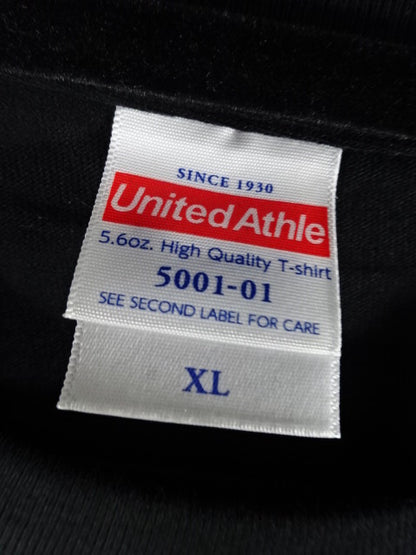 SINCE 1930
United Athle
5.6oz. High Quality T-shirt
5001-01
SEE SECOND LABEL FOR CARE
XL